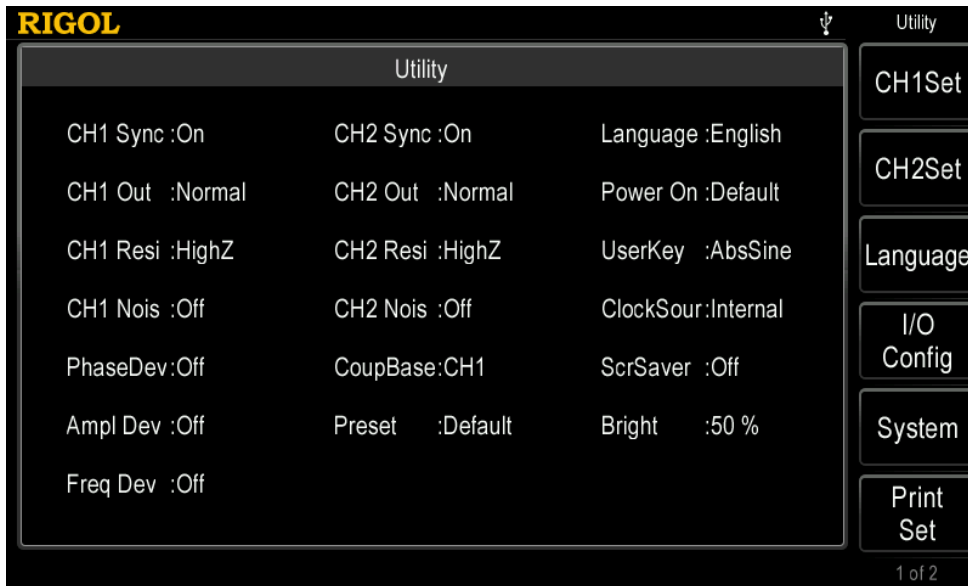 RIGOL
Utility
Utility
CH1 Sync :On CH2 Sync :On Language :English
CH1 Out :Normal CH2 Out :Normal Power On :Default
CH1 Resi :HighZ CH2 Resi :HighZ UserKey :AbsSine
CH1 Nois :Off CH2 Nois :Off ClockSour:Internal
PhaseDev:Off CoupBase:CH1 ScrSaver :Off
Ampl Dev :Off Preset :Default Bright :50 %
Freq Dev :Off
CH1Set
CH2Set
Language
I/O
Config
System
Print
Set
1 of 2